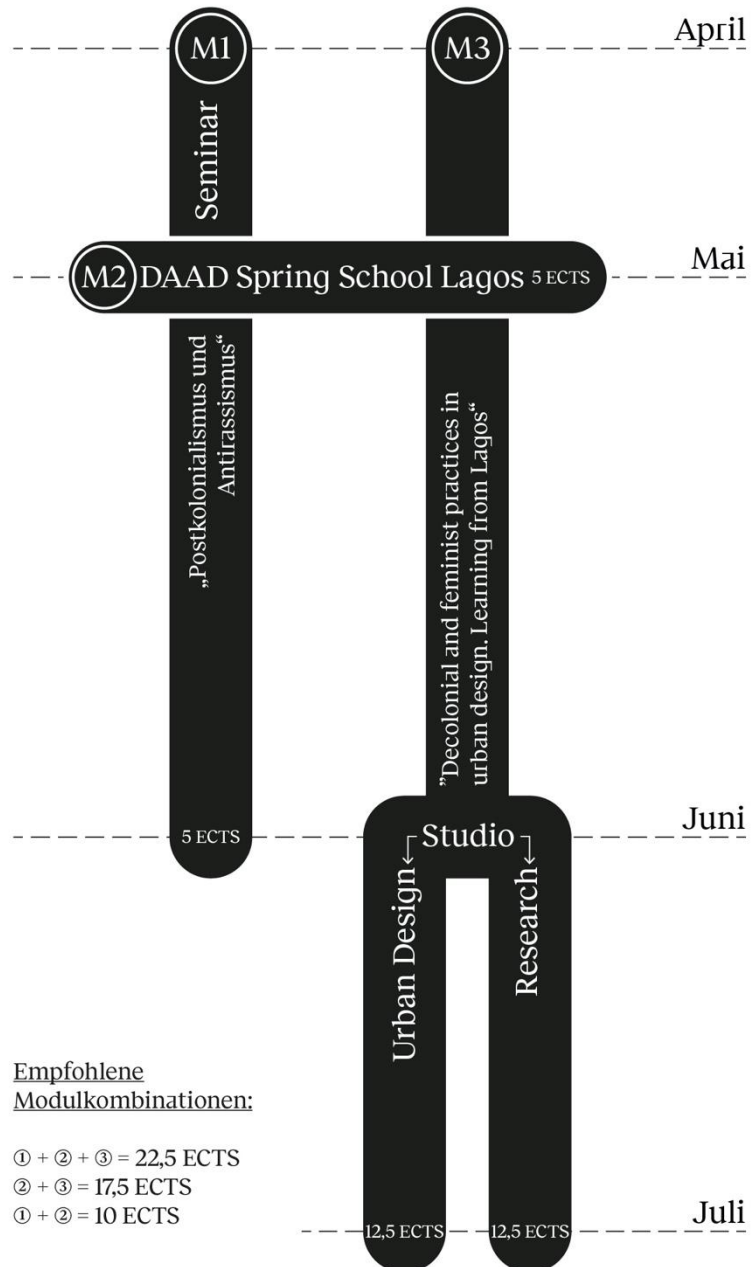 April
M1
M3
Seminar
Mai
M2 DAAD Spring School Lagos 5 ECTS
„Postkolonialismus und
Antirassismus“
”Decolonial and feminist practices in
urban design. Learning from Lagos“
Juni
5 ECTS
Studio
Urban Design
Research
Empfohlene
Modulkombinationen:
① + ② + ③ = 22,5 ECTS
② + ③ = 17,5 ECTS
① + ② = 10 ECTS
Juli
12,5 ECTS
12,5 ECTS